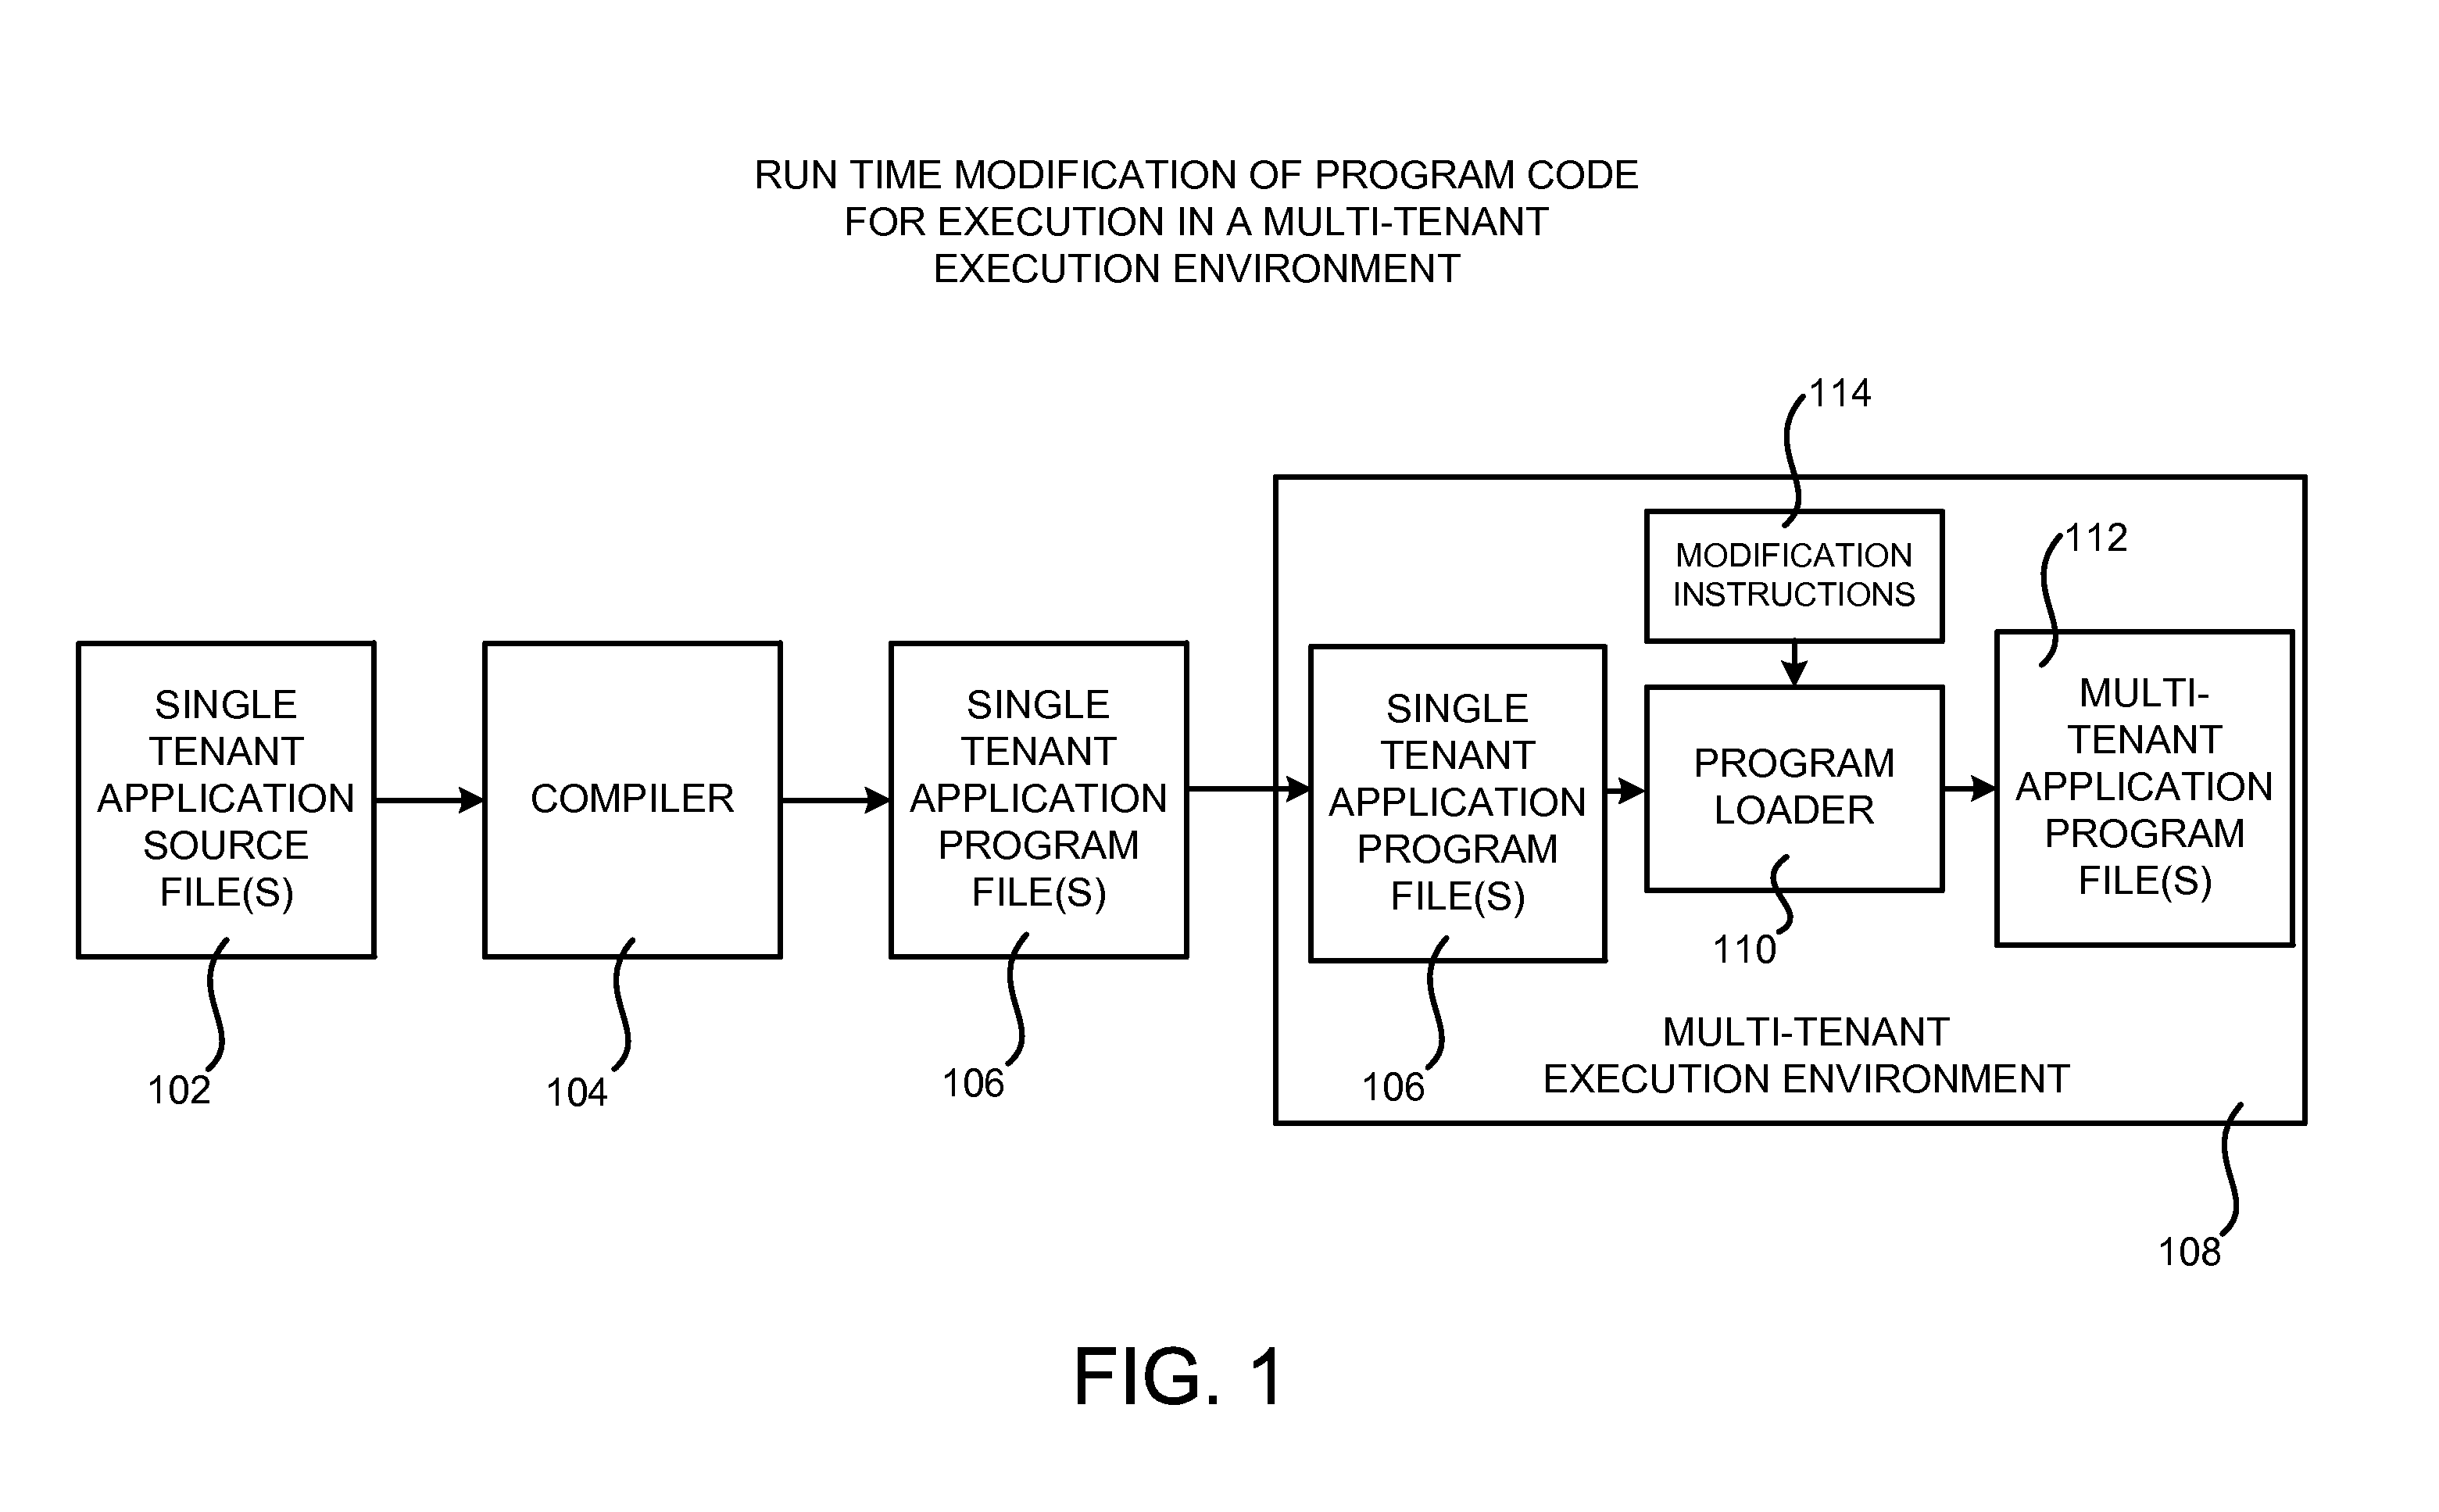 RUN TIME MODIFICATION OF PROGRAM CODE
FOR EXECUTION IN A MULTI-TENANT
EXECUTION ENVIRONMENT
SINGLE
TENANT
APPLICATION
SOURCE
FILE(S)
102
COMPILER
104
SINGLE
TENANT
APPLICATION
PROGRAM
FILE(S)
106
SINGLE
TENANT
APPLICATION
PROGRAM
FILE(S)
106
114
MODIFICATION
INSTRUCTIONS
PROGRAM
LOADER
110
112
MULTI-
TENANT
APPLICATION
PROGRAM
FILE(S)
MULTI-TENANT
EXECUTION ENVIRONMENT
108
FIG. 1